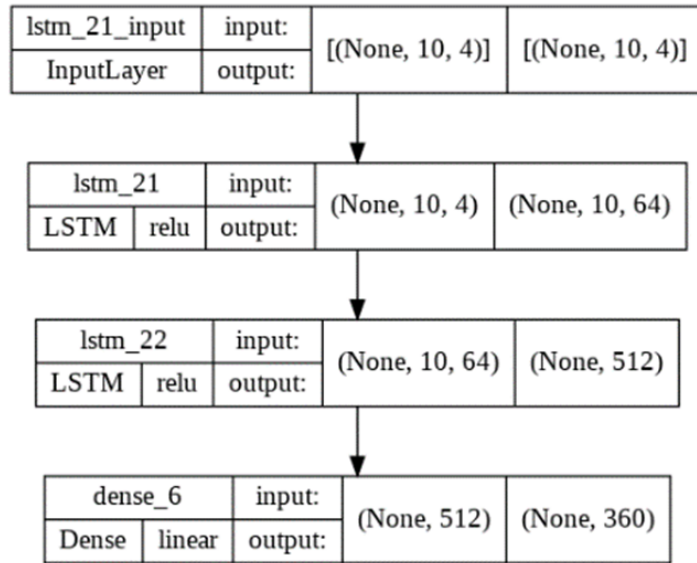 lstm_21_input input: [(None, 10, 4)] [(None, 10, 4)]
InputLayer output:
lstm_21 input: (None, 10, 4) (None, 10, 64)
LSTM relu output:
lstm_22 input: (None, 10, 64) (None, 512)
LSTM relu output:
dense_6 input: (None, 512) (None, 360)
Dense linear output: